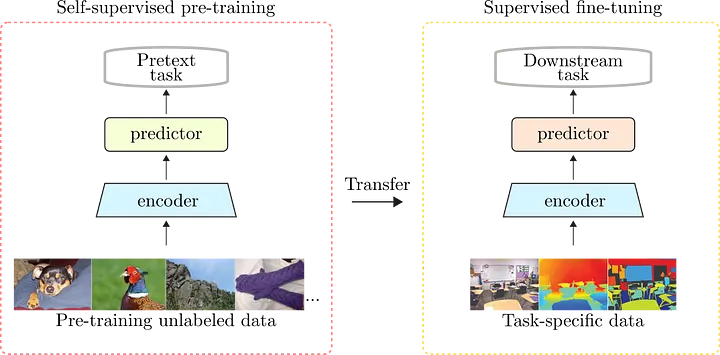 Self-supervised pre-training
Pretext
task
predictor
encoder
...
Pre-training unlabeled data
Transfer
Supervised fine-tuning
Downstream
task
predictor
encoder
Task-specific data